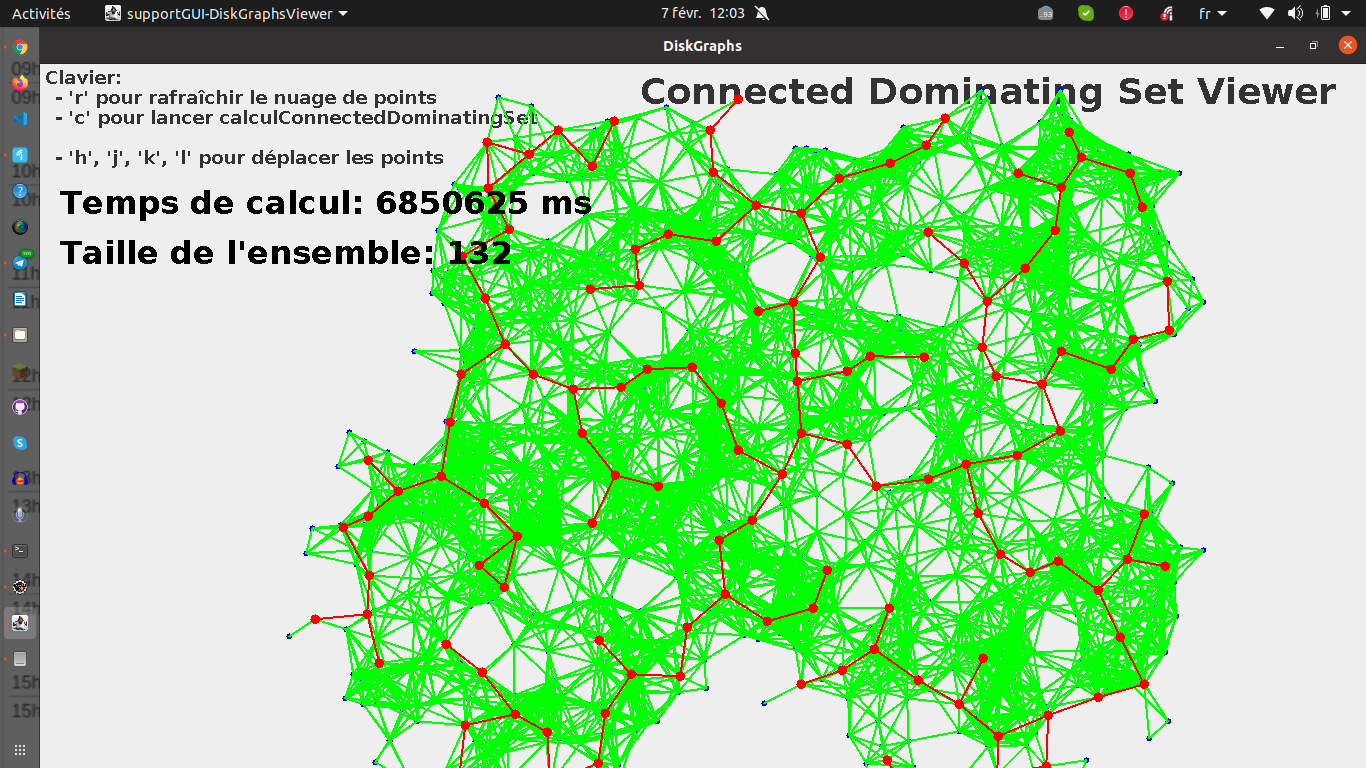 Activités
supportGUI-DiskGraphsViewer
7 févr. 12:03
fr
DiskGraphs
Clavier:
- 'r' pour rafraîchir le nuage de points
- 'c' pour lancer calculConnectedDominatingSet
- 'h', 'j', 'k', 'l' pour déplacer les points
Connected Dominating Set Viewer
Temps de calcul: 6850625 ms
Taille de l'ensemble: 132